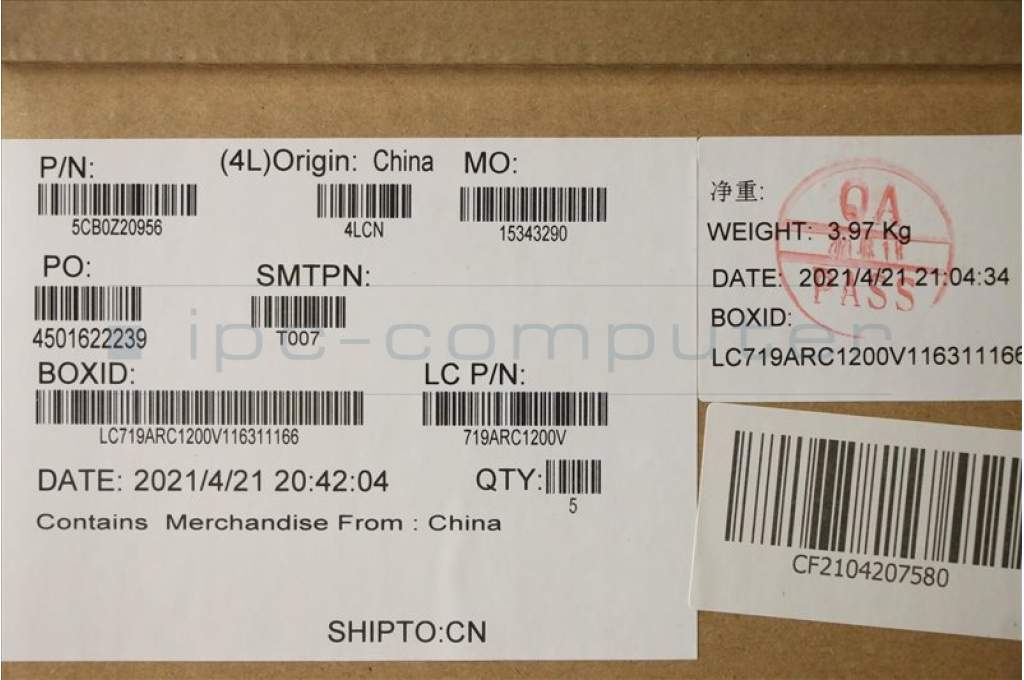 P/N: (4L)Origin: China MO:
5CB0Z20956 4LCN 15343290
PO: SMTPN:
4501622239 T007
BOXID: LC P/N:
LC719ARC1200V116311166 719ARC1200V
DATE: 2021/4/21 20:42:04 QTY:
5
Contains Merchandise From : China
SHIPTO:CN
净重:
WEIGHT: 3.97 Kg
DATE: 2021/4/21 21:04:34
BOXID:
LC719ARC1200V116311166
QA
PASS
CF2104207580
ipc-computer